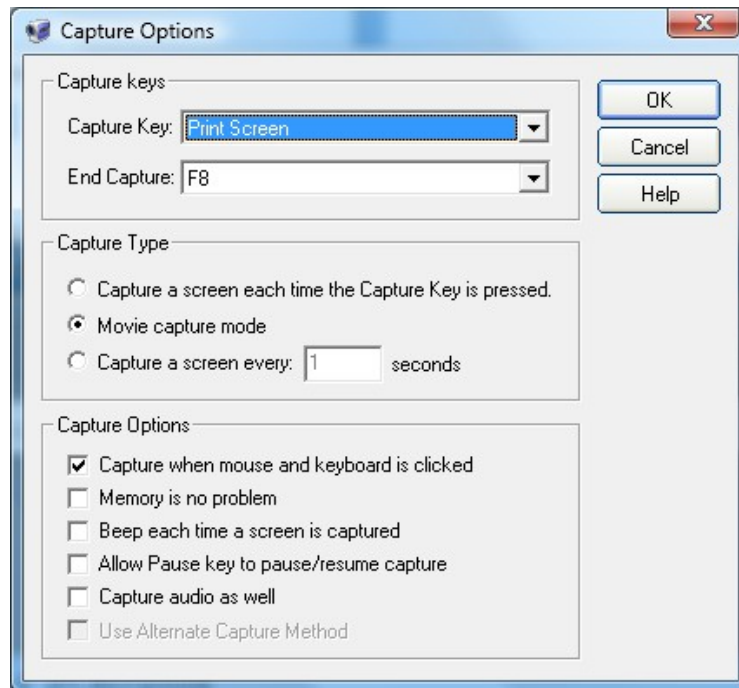 Capture Options
Capture keys
Capture Key: Print Screen
End Capture: F8
OK
Cancel
Help
Capture Type
Capture a screen each time the Capture Key is pressed.
Movie capture mode
Capture a screen every: 1 seconds
Capture Options
Capture when mouse and keyboard is clicked
Memory is no problem
Beep each time a screen is captured
Allow Pause key to pause/resume capture
Capture audio as well
Use Alternate Capture Method